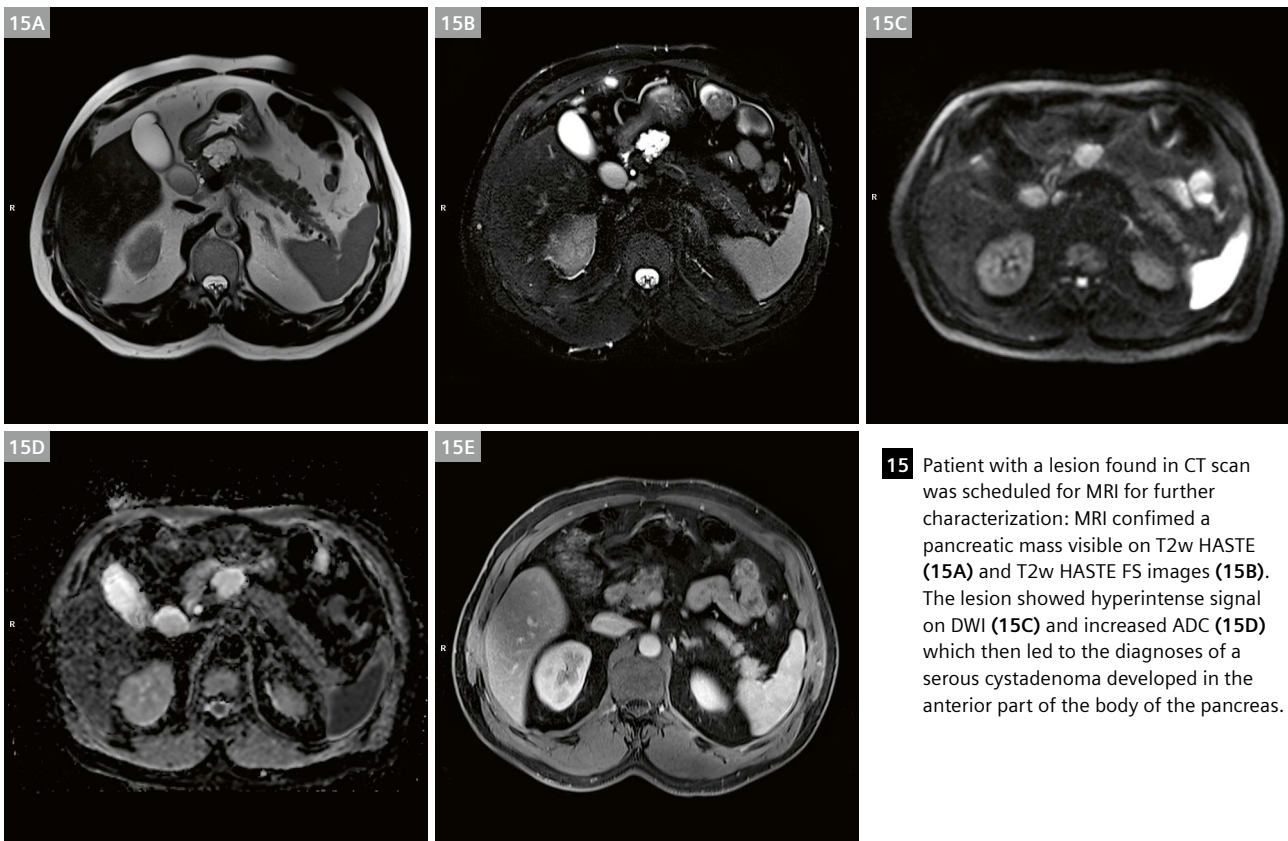 15A
15B
15C
R
R
R
15D
15E
R
R
15 Patient with a lesion found in CT scan
was scheduled for MRI for further
characterization: MRI confimed a
pancreatic mass visible on T2w HASTE
(15A) and T2w HASTE FS images (15B).
The lesion showed hyperintense signal
on DWI (15C) and increased ADC (15D)
which then led to the diagnoses of a
serous cystadenoma developed in the
anterior part of the body of the pancreas.